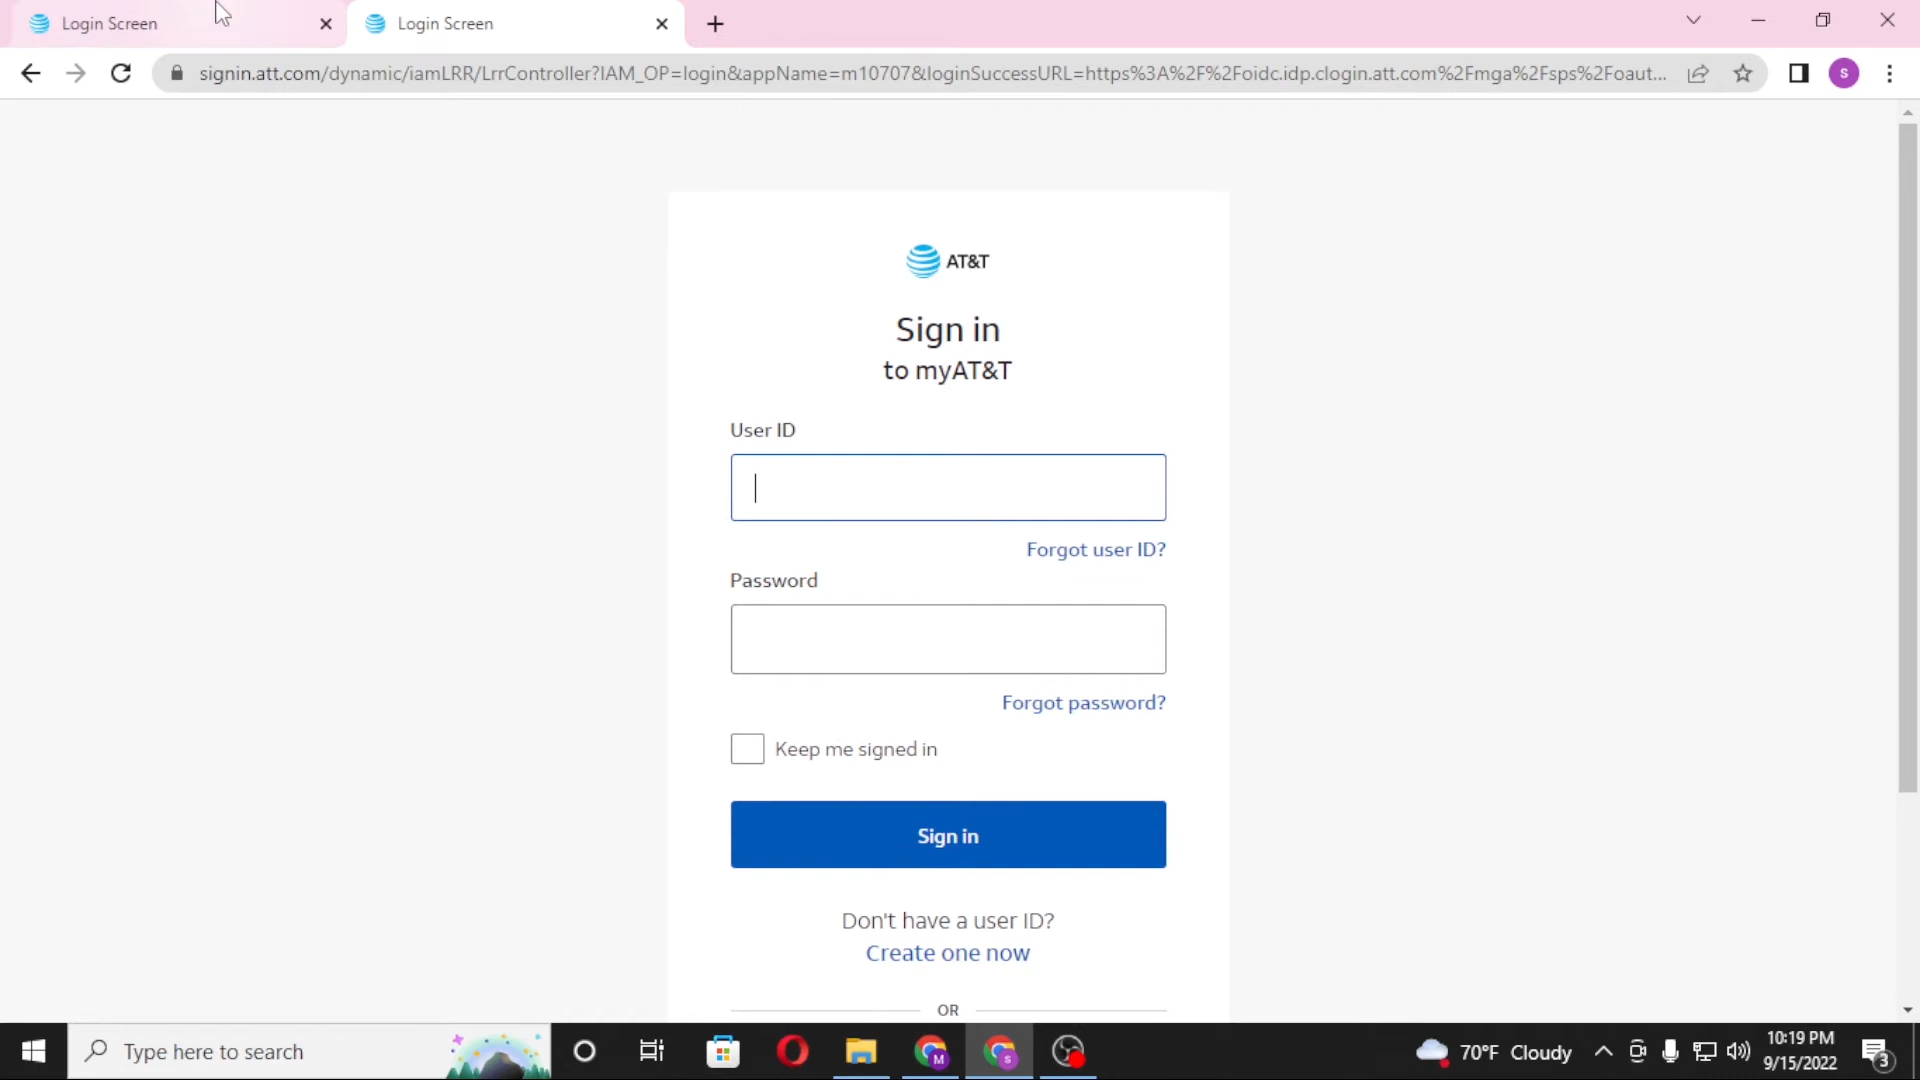 Login Screen
Login Screen
signin.att.com/dynamic/iamLRR/LrrController?IAM_OP=login&appName=m10707&loginSuccessURL=https%3A%2F%2Foidc.idp.clogin.att.com%2Fmga%2Fsps%2Foaut...
S
AT&T
Sign in
to myAT&T
User ID
Forgot user ID?
Password
Forgot password?
Keep me signed in
Sign in
Don't have a user ID?
Create one now
OR
Type here to search
M
S
70°F Cloudy
10:19 PM
9/15/2022
3